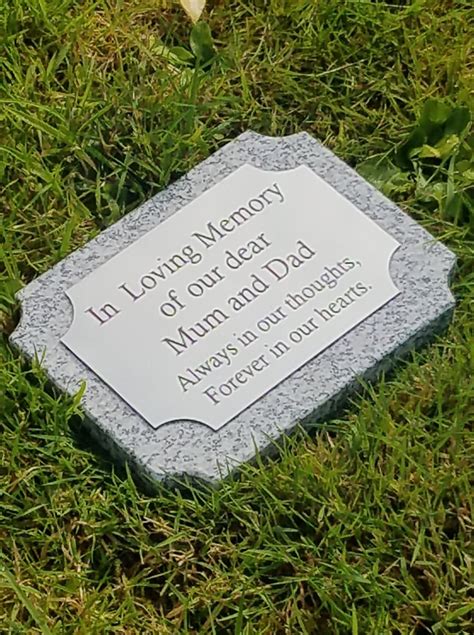 In Loving Memory
of our dear
Mum and Dad
Always in our thoughts,
Forever in our hearts.